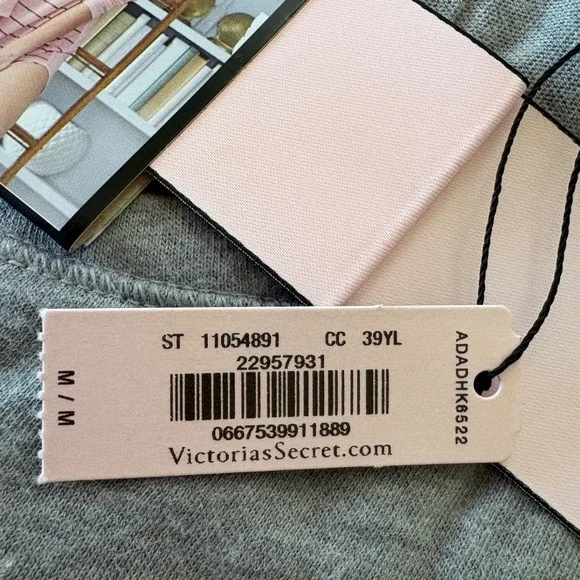 ST 11054891 CC 39YL
22957931
0667539911889
VictoriasSecret.com
M / M
ADADHK6522